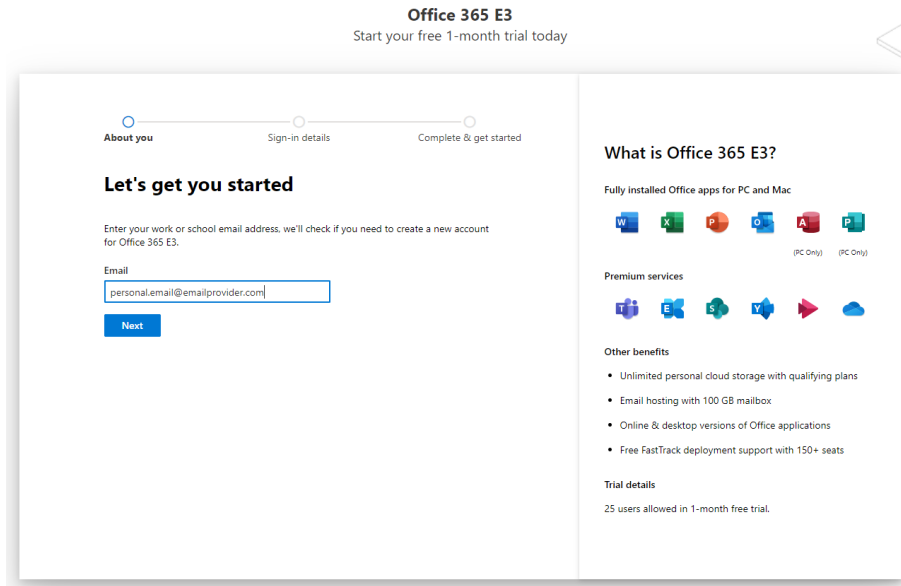 Office 365 E3
Start your free 1-month trial today
About you
Sign-in details
Complete & get started
Let's get you started
Enter your work or school email address, we'll check if you need to create a new account
for Office 365 E3.
Email
personal.email@emailprovider.com
Next
What is Office 365 E3?
Fully installed Office apps for PC and Mac
W
X
P
O
A
P
(PC Only)
(PC Only)
Premium services
T
E
S
Y
Other benefits
• Unlimited personal cloud storage with qualifying plans
• Email hosting with 100 GB mailbox
• Online & desktop versions of Office applications
• Free FastTrack deployment support with 150+ seats
Trial details
25 users allowed in 1-month free trial.